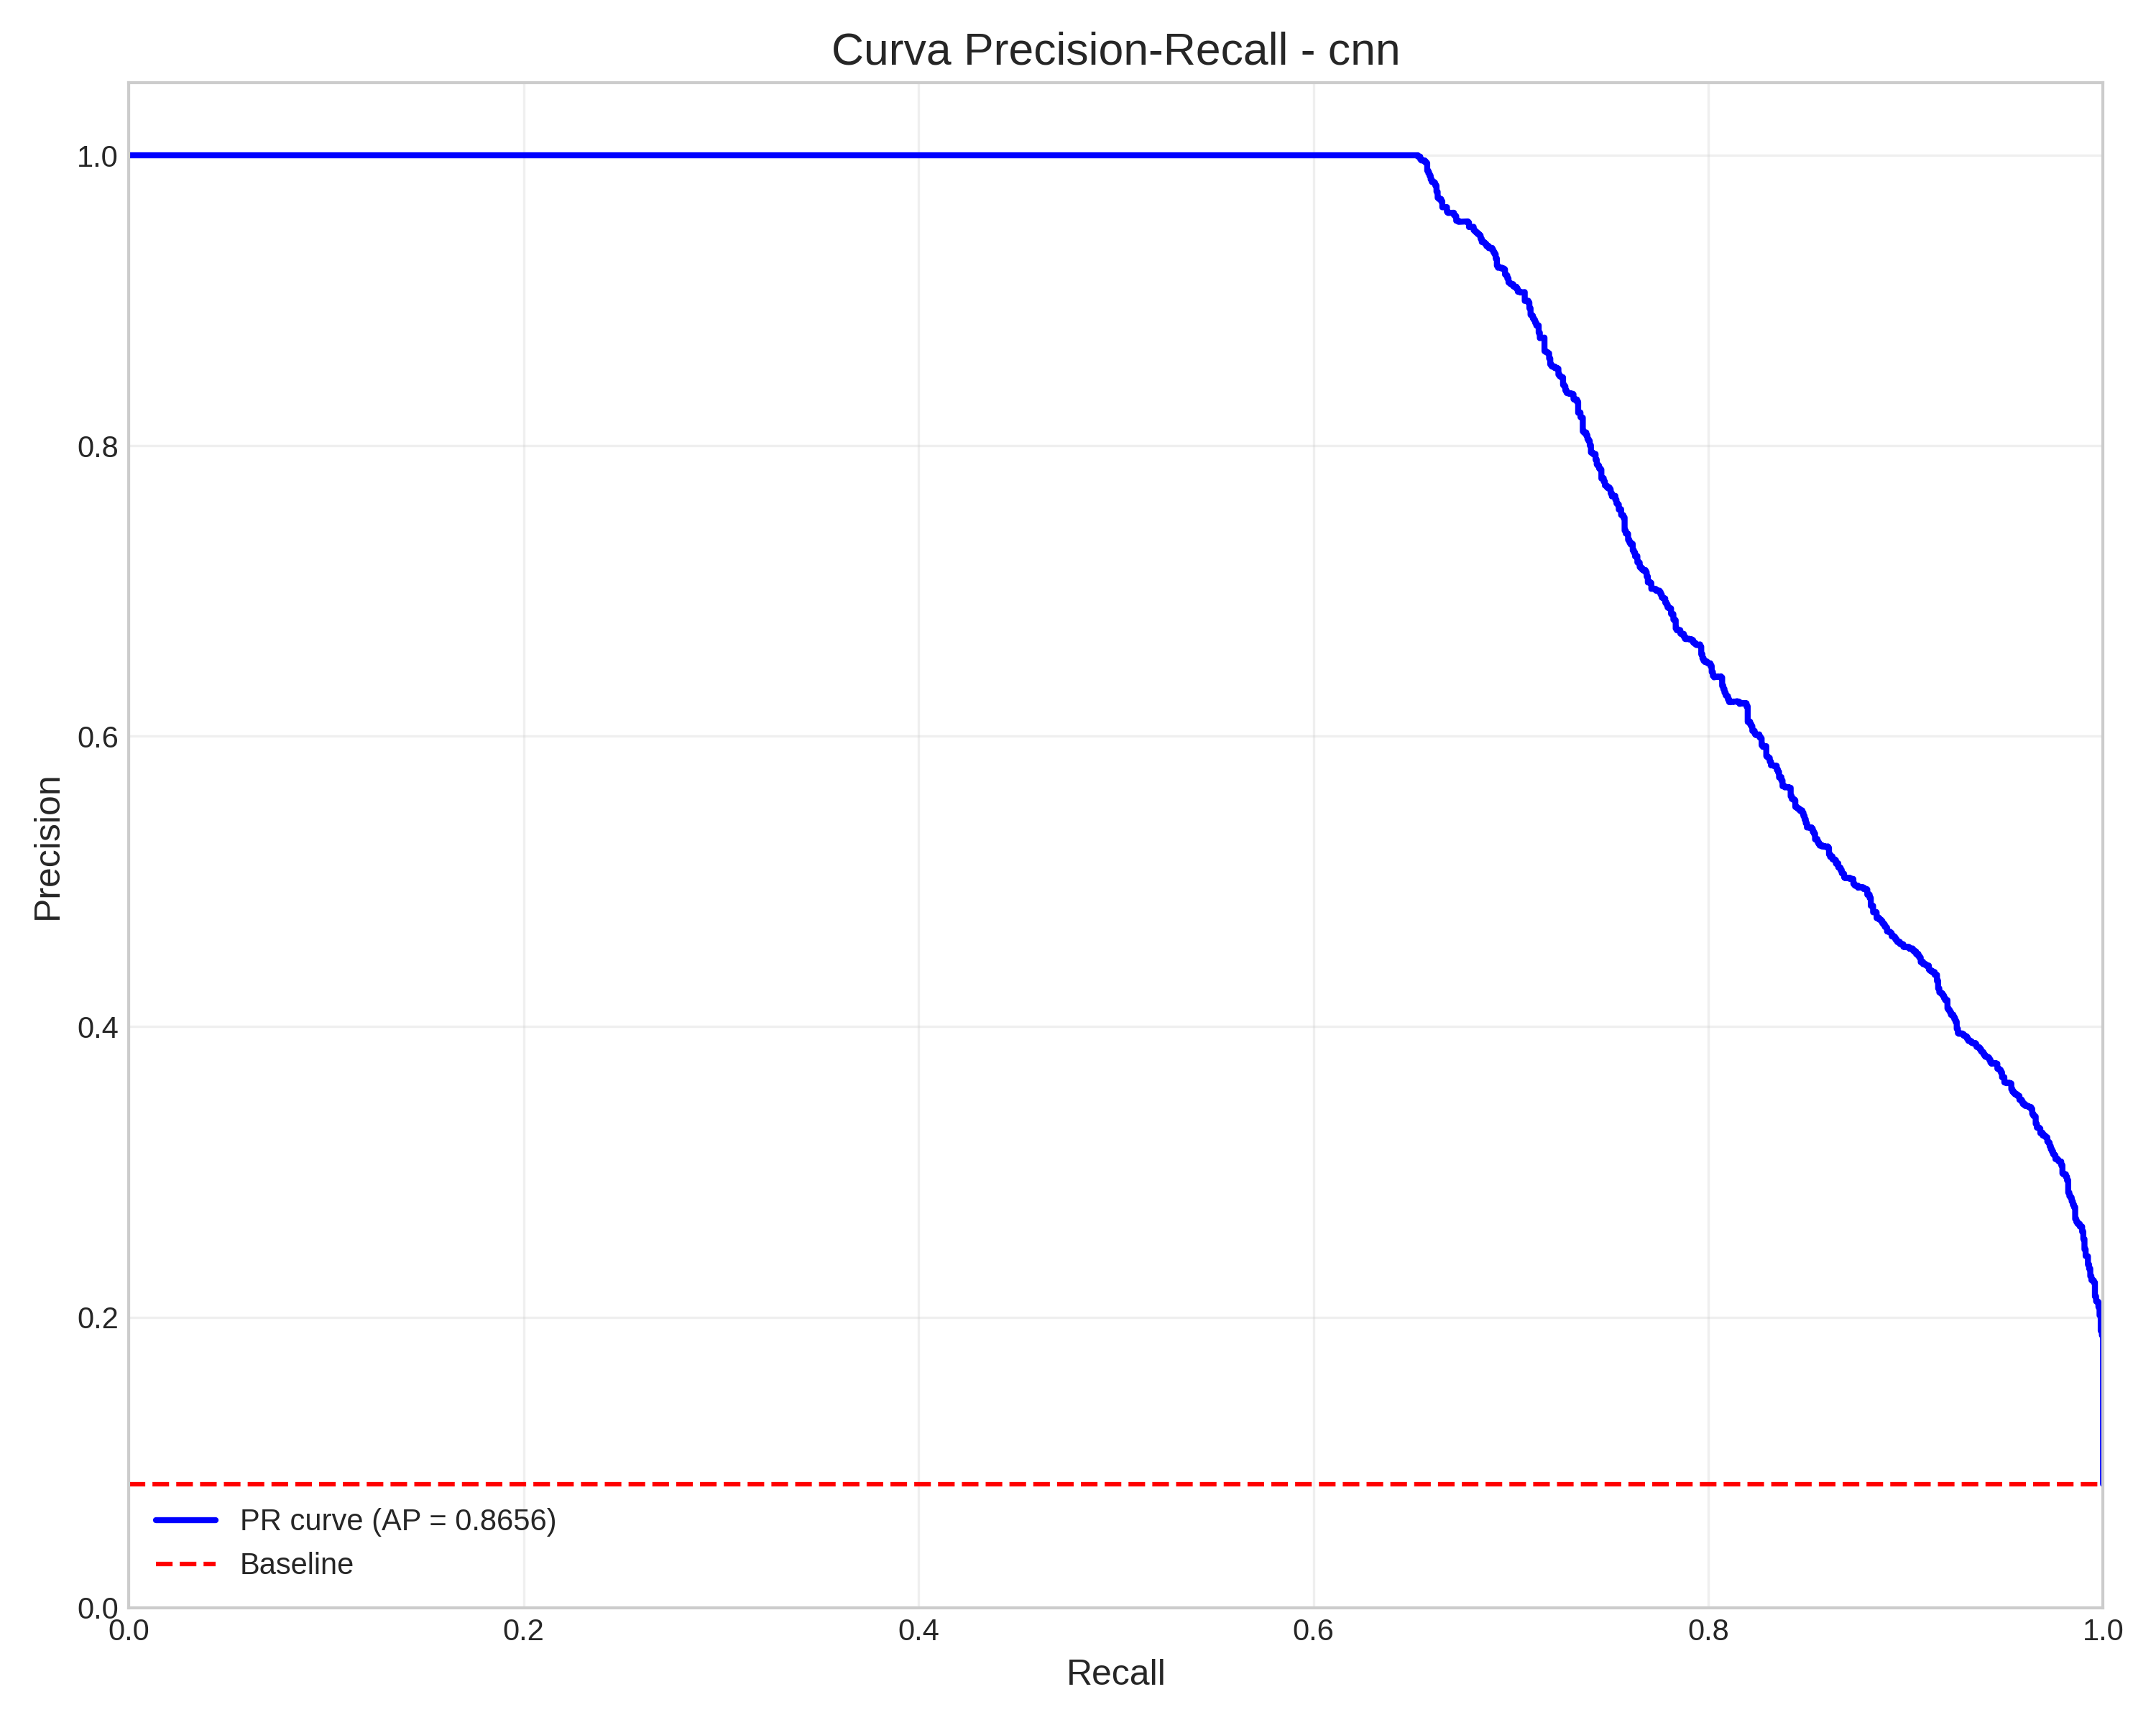 Curva Precision-Recall - cnn
1.0
0.8
0.6
0.4
0.2
0.0
Precision
PR curve (AP = 0.8656)
Baseline
0.0 0.2 0.4 0.6 0.8 1.0
Recall